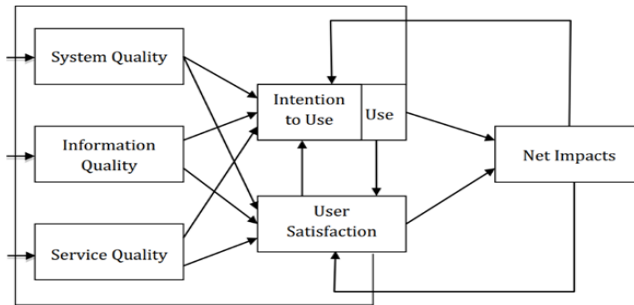 System Quality
Intention
to Use
Use
Information
Quality
Net Impacts
User
Satisfaction
Service Quality